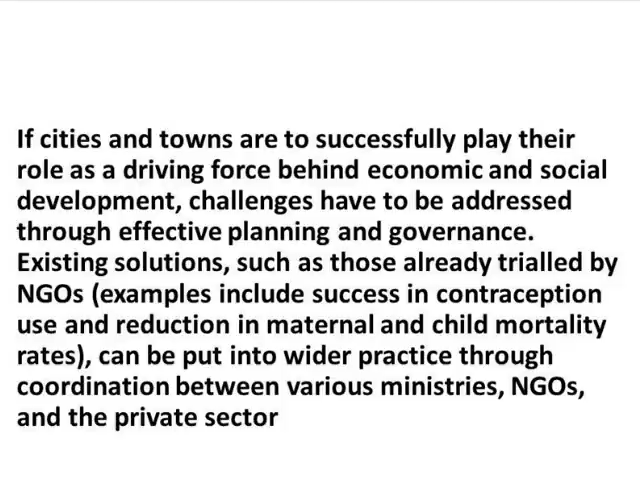 If cities and towns are to successfully play their
role as a driving force behind economic and social
development, challenges have to be addressed
through effective planning and governance.
Existing solutions, such as those already trialled by
NGOs (examples include success in contraception
use and reduction in maternal and child mortality
rates), can be put into wider practice through
coordination between various ministries, NGOs,
and the private sector